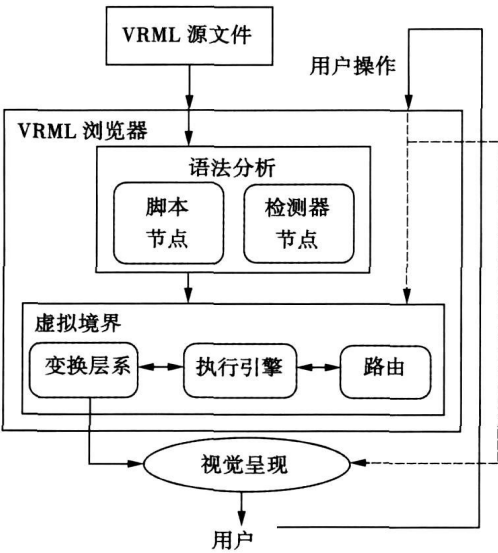 VRML 源文件
用户操作
VRML 浏览器
语法分析
脚本
节点
检测器
节点
虚拟境界
变换层系
执行引擎
路由
视觉呈现
用户